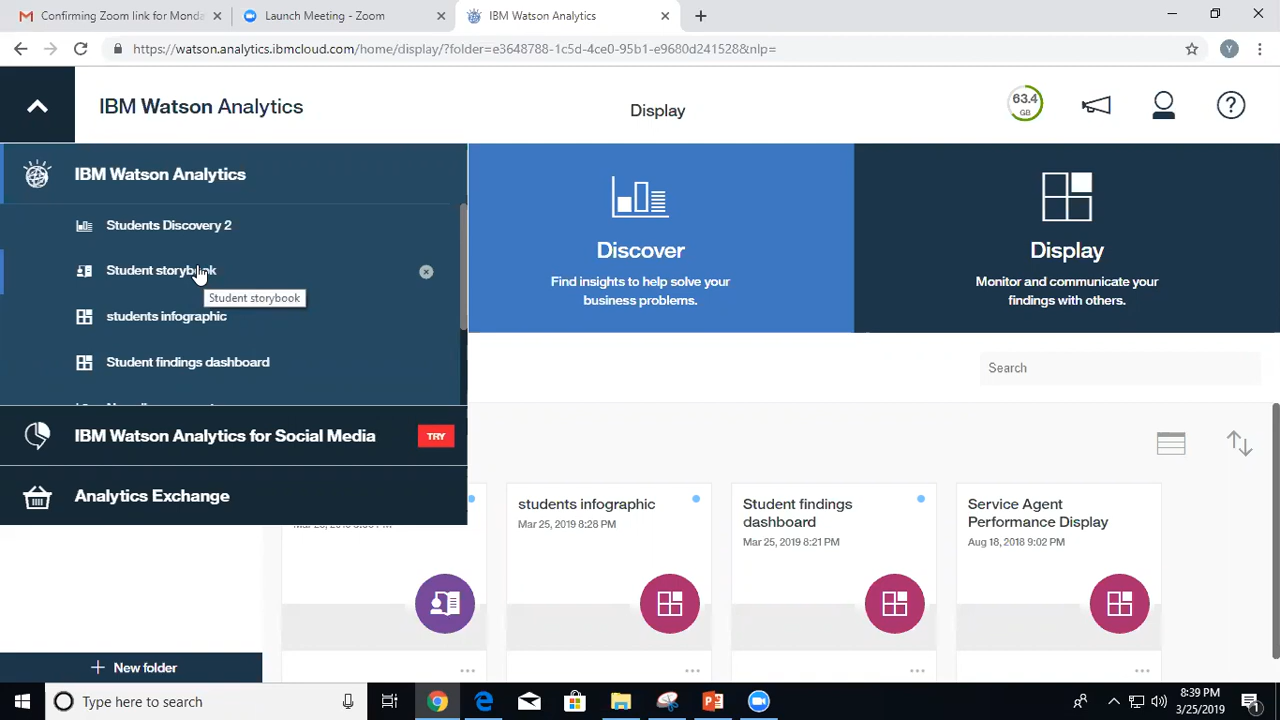 Confirming Zoom link for Monda
Launch Meeting - Zoom
IBM Watson Analytics
https://watson.analytics.ibmcloud.com/home/display/?folder=e3648788-1c5d-4ce0-95b1-e9680d241528&nlp=
Y
IBM Watson Analytics
Display
63.4
GB
?
IBM Watson Analytics
Students Discovery 2
Student storybook
Student storybook
students infographic
Student findings dashboard
IBM Watson Analytics for Social Media
TRY
Analytics Exchange
Discover
Find insights to help solve your
business problems.
Display
Monitor and communicate your
findings with others.
Search
students infographic
Mar 25, 2019 8:28 PM
Student findings
dashboard
Mar 25, 2019 8:21 PM
Service Agent
Performance Display
Aug 18, 2018 9:02 PM
New folder
Type here to search
8:39 PM
3/25/2019
1